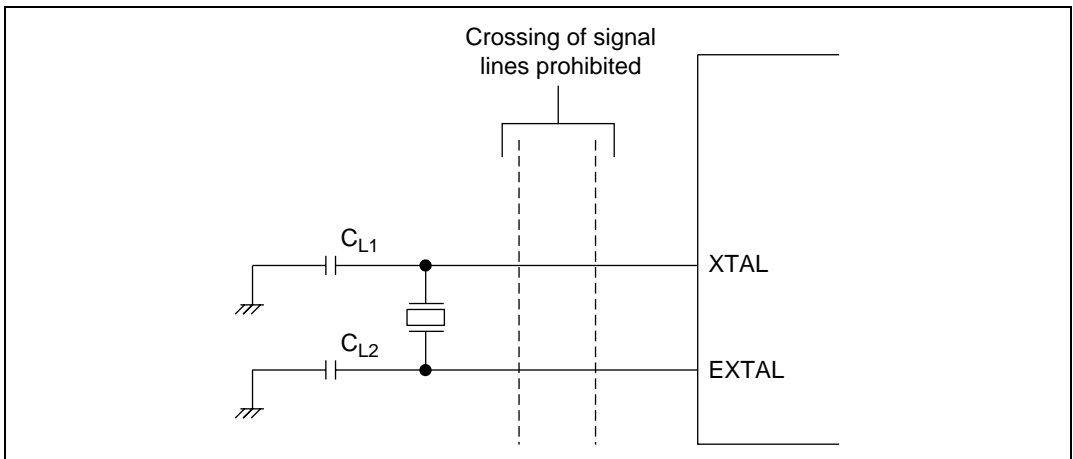 Crossing of signal
lines prohibited
CL1
XTAL
CL2
EXTAL